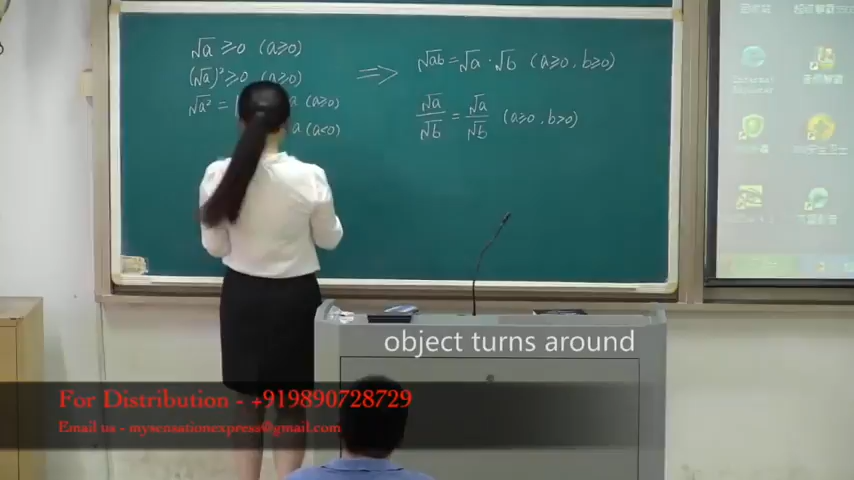 √a ≥0 (a≥0)
(√a)²≥0 (a≥0)
√a² = a (a≥0)
a (a<0)
⟹
√ab = √a · √b (a≥0, b≥0)
√a/√b = √a/√b (a≥0, b>0)
object turns around
For Distribution - +919890728729
Email us - mysensationexpress@gmail.com